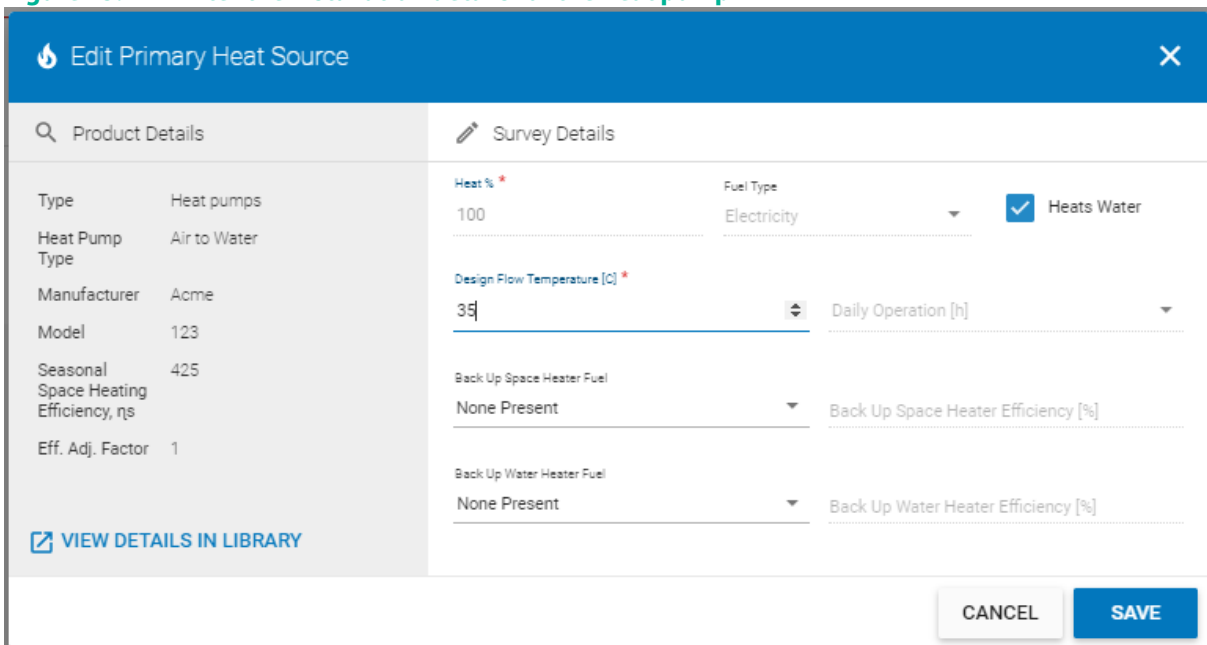 Edit Primary Heat Source
Product Details
Survey Details
Type Heat pumps
Heat Pump Air to Water
Type
Manufacturer Acme
Model 123
Seasonal 425
Space Heating
Efficiency, ηs
Eff. Adj. Factor 1
VIEW DETAILS IN LIBRARY
Heat % * Fuel Type
100 Electricity Heats Water
Design Flow Temperature [C] *
35 Daily Operation [h]
Back Up Space Heater Fuel
None Present Back Up Space Heater Efficiency [%]
Back Up Water Heater Fuel
None Present Back Up Water Heater Efficiency [%]
CANCEL SAVE